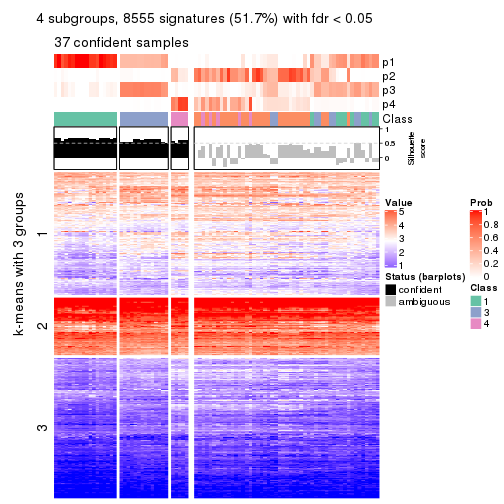 4 subgroups, 8555 signatures (51.7%) with fdr < 0.05
37 confident samples
p1
p2
p3
p4
Class
1
0.5
0
Silhouette
score
k-means with 3 groups
1
2
3
Value
5
4
3
2
1
Status (barplots)
confident
ambiguous
Prob
1
0.8
0.6
0.4
0.2
0
Class
1
3
4